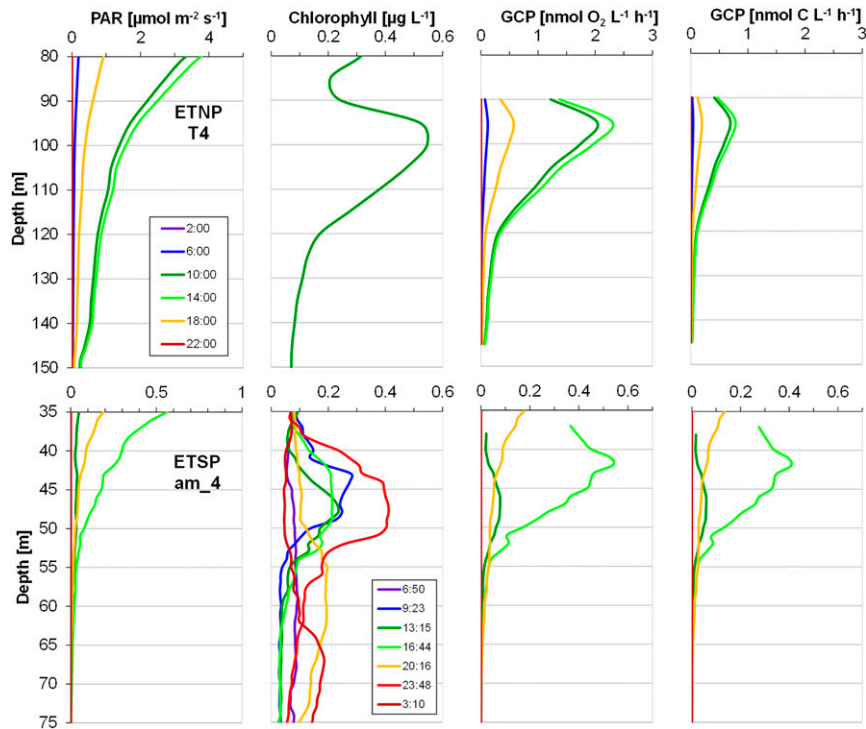 PAR [µmol m⁻² s⁻¹]
Chlorophyll [µg L⁻¹]
GCP [nmol O₂ L⁻¹ h⁻¹]
GCP [nmol C L⁻¹ h⁻¹]
0 2 4
0 0.2 0.4 0.6
0 1 2 3
0 1 2 3
Depth [m]
80
90
100
110
120
130
140
150
ETNP
T4
2:00
6:00
10:00
14:00
18:00
22:00
0 0.5 1
0 0.2 0.4 0.6
0 0.2 0.4 0.6
0 0.2 0.4 0.6
Depth [m]
35
40
45
50
55
60
65
70
75
ETSP
am_4
6:50
9:23
13:15
16:44
20:16
23:48
3:10